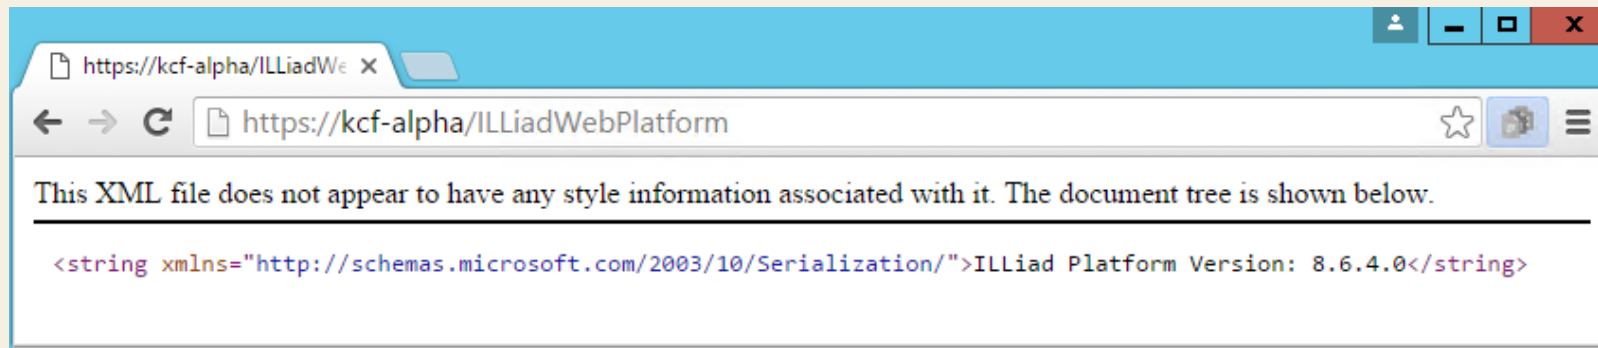 https://kcf-alpha/ILLiadWe
https://kcf-alpha/ILLiadWebPlatform
This XML file does not appear to have any style information associated with it. The document tree is shown below.
<string xmlns="http://schemas.microsoft.com/2003/10/Serialization/">ILLiad Platform Version: 8.6.4.0</string>